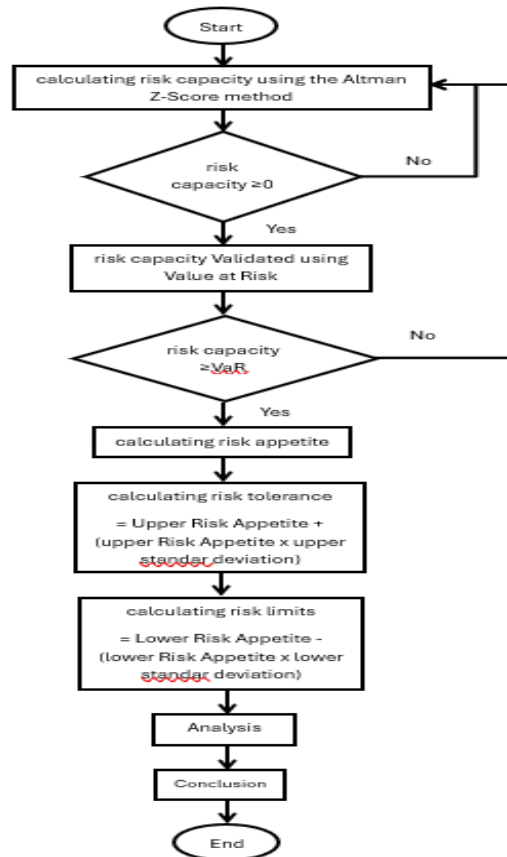 Start
calculating risk capacity using the Altman
Z-Score method
risk
capacity ≥0
No
Yes
risk capacity Validated using
Value at Risk
No
risk capacity
≥VaR
Yes
calculating risk appetite
calculating risk tolerance
= Upper Risk Appetite +
(upper Risk Appetite x upper
standar deviation)
calculating risk limits
= Lower Risk Appetite -
(lower Risk Appetite x lower
standar deviation)
Analysis
Conclusion
End